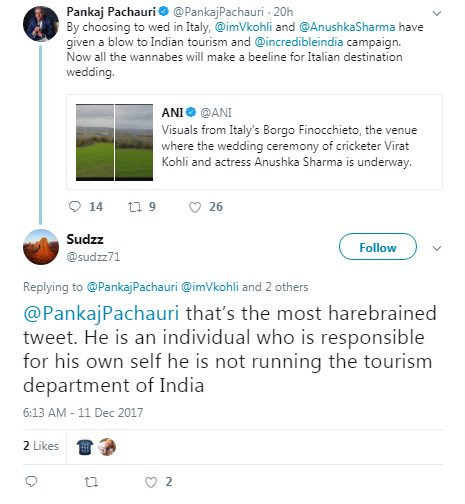 Pankaj Pachauri @PankajPachauri · 20h
By choosing to wed in Italy, @imVkohli and @AnushkaSharma have
given a blow to Indian tourism and @incredibleindia campaign.
Now all the wannabes will make a beeline for Italian destination
wedding.
ANI @ANI
Visuals from Italy's Borgo Finocchieto, the venue
where the wedding ceremony of cricketer Virat
Kohli and actress Anushka Sharma is underway.
14 9 26
Sudzz
@sudzz71
Follow
Replying to @PankajPachauri @imVkohli and 2 others
@PankajPachauri that's the most harebrained
tweet. He is an individual who is responsible
for his own self he is not running the tourism
department of India
6:13 AM - 11 Dec 2017
2 Likes
2